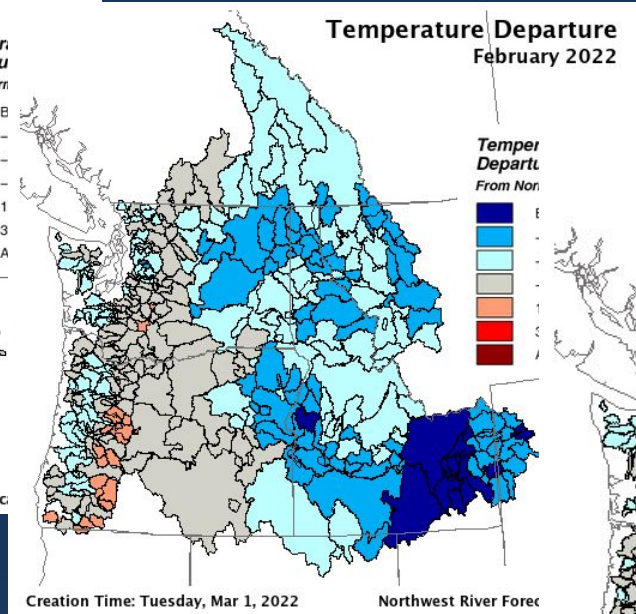 Temperature Departure
February 2022
Temper
Departu
From Nor
Creation Time: Tuesday, Mar 1, 2022
Northwest River Forec